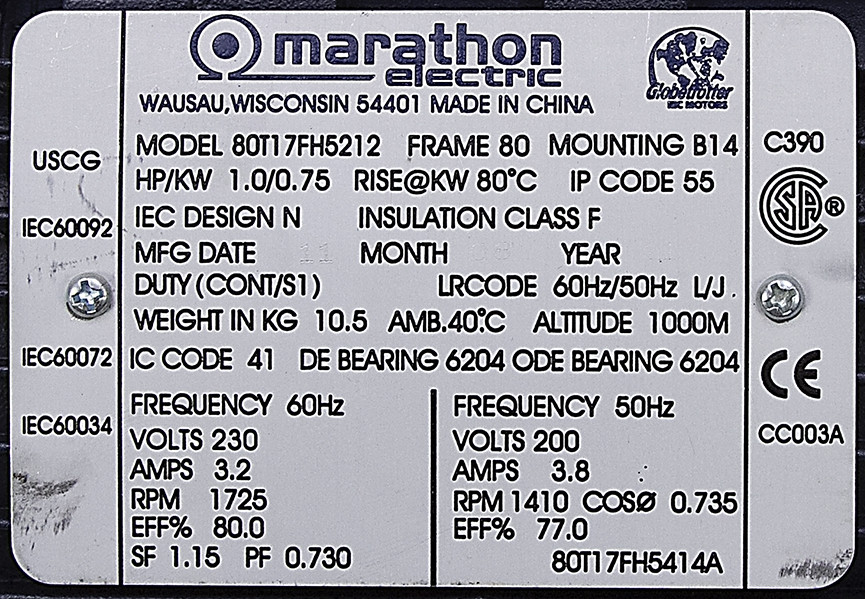 marathon
electric
WAUSAU,WISCONSIN 54401 MADE IN CHINA
Globetrotter
IEC MOTORS
USCG
IEC60092
IEC60072
IEC60034
MODEL 80T17FH5212 FRAME 80 MOUNTING B14
HP/KW 1.0/0.75 RISE@KW 80°C IP CODE 55
IEC DESIGN N INSULATION CLASS F
MFG DATE 11 MONTH YEAR
DUTY (CONT/S1) LRCODE 60Hz/50Hz L/J
WEIGHT IN KG 10.5 AMB.40°C ALTITUDE 1000M
IC CODE 41 DE BEARING 6204 ODE BEARING 6204
FREQUENCY 60Hz
VOLTS 230
AMPS 3.2
RPM 1725
EFF% 80.0
SF 1.15 PF 0.730
FREQUENCY 50Hz
VOLTS 200
AMPS 3.8
RPM 1410 COSØ 0.735
EFF% 77.0
80T17FH5414A
C390
SA®
CE
CC003A